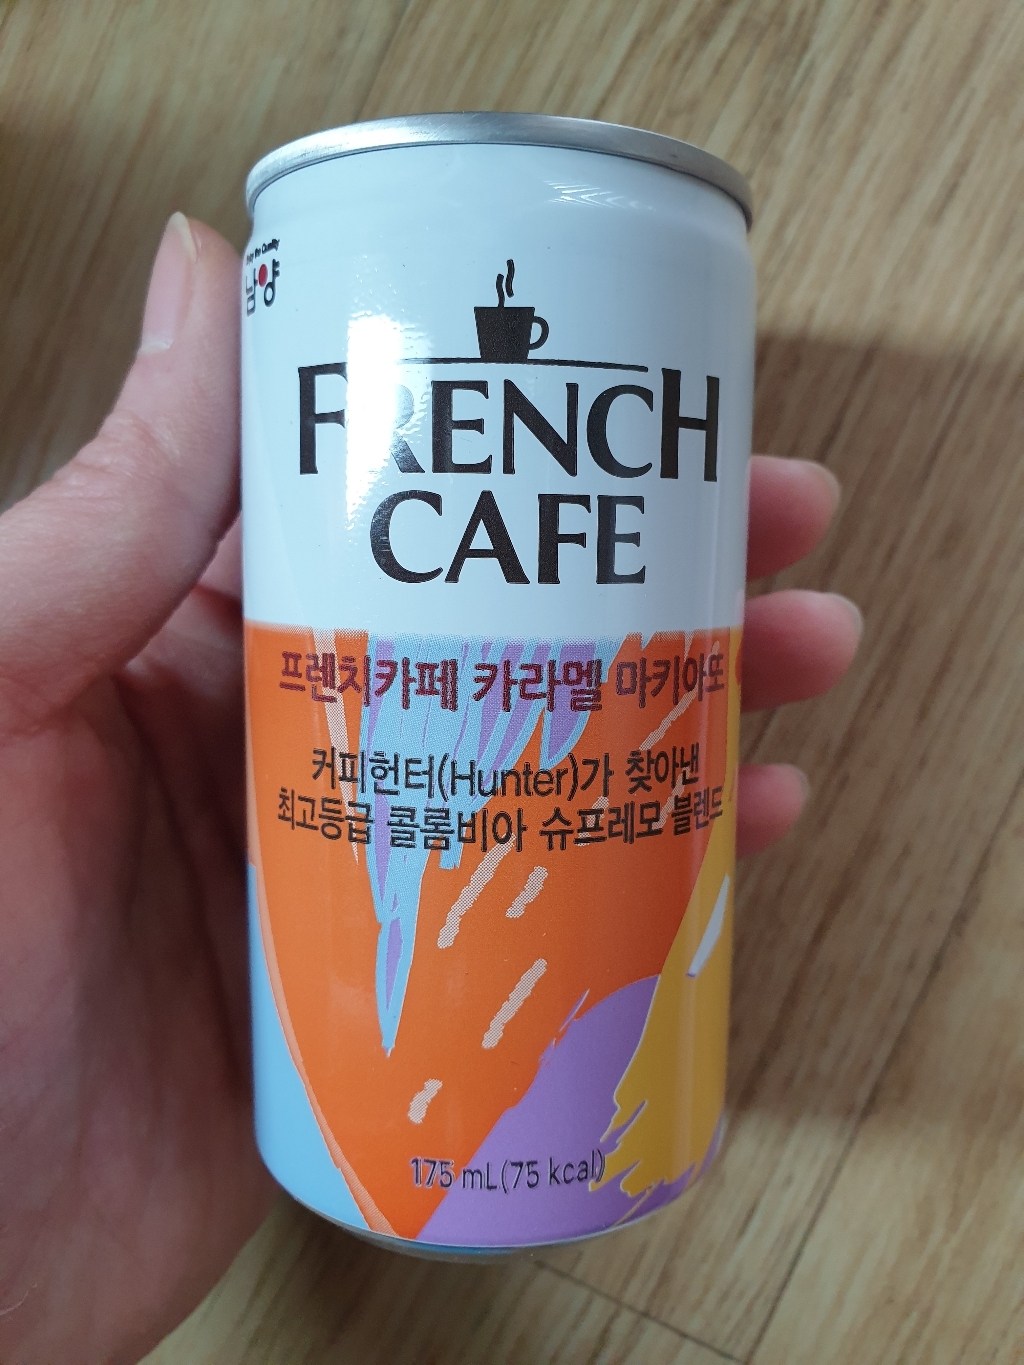 남양
FRENCH
CAFE
프렌치카페 카라멜 마키아또
커피헌터(Hunter)가 찾아낸
최고등급 콜롬비아 슈프레모 블렌드
175 mL(75 kcal)